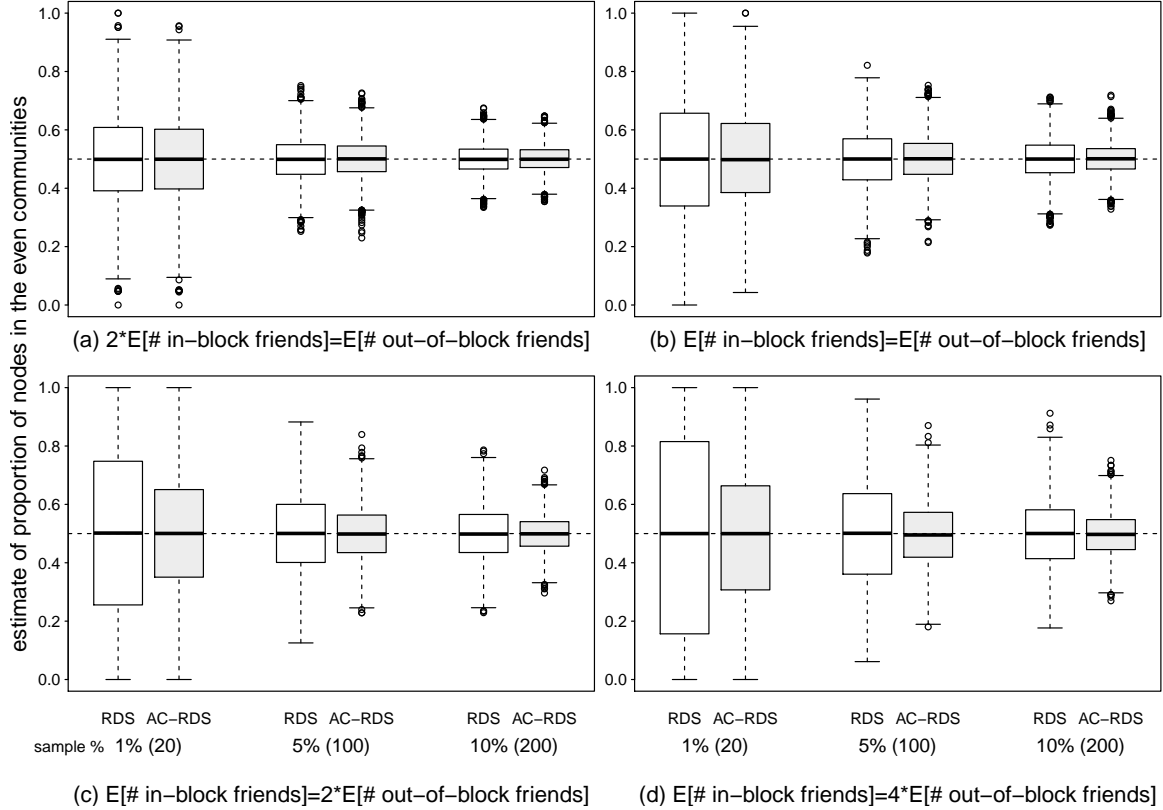 estimate of proportion of nodes in the even communities
1.0
0.8
0.6
0.4
0.2
0.0
(a) 2*E[# in−block friends]=E[# out−of−block friends]
1.0
0.8
0.6
0.4
0.2
0.0
(b) E[# in−block friends]=E[# out−of−block friends]
1.0
0.8
0.6
0.4
0.2
0.0
1.0
0.8
0.6
0.4
0.2
0.0
RDS AC−RDS RDS AC−RDS RDS AC−RDS
sample % 1% (20) 5% (100) 10% (200)
RDS AC−RDS RDS AC−RDS RDS AC−RDS
1% (20) 5% (100) 10% (200)
(c) E[# in−block friends]=2*E[# out−of−block friends]
(d) E[# in−block friends]=4*E[# out−of−block friends]